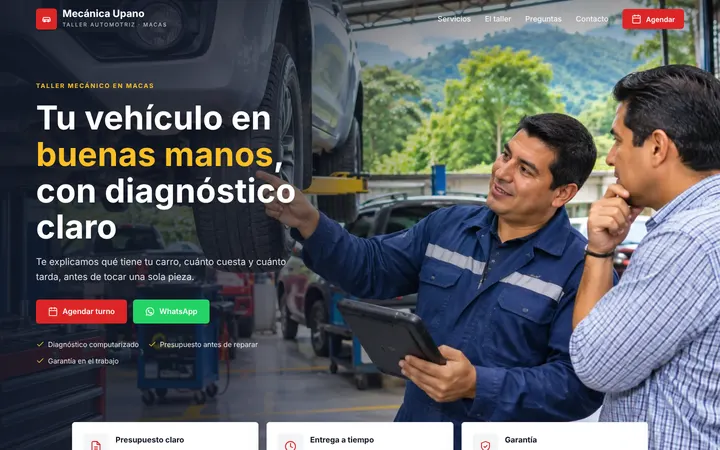 Mecánica Upano
TALLER AUTOMOTRIZ · MACAS
Servicios
El taller
Preguntas
Contacto
Agendar
TALLER MECÁNICO EN MACAS
Tu vehículo en
buenas manos,
con diagnóstico
claro
Te explicamos qué tiene tu carro, cuánto cuesta y cuánto
tarda, antes de tocar una sola pieza.
Agendar turno
WhatsApp
Diagnóstico computarizado
Presupuesto antes de reparar
Garantía en el trabajo
Presupuesto claro
Entrega a tiempo
Garantía